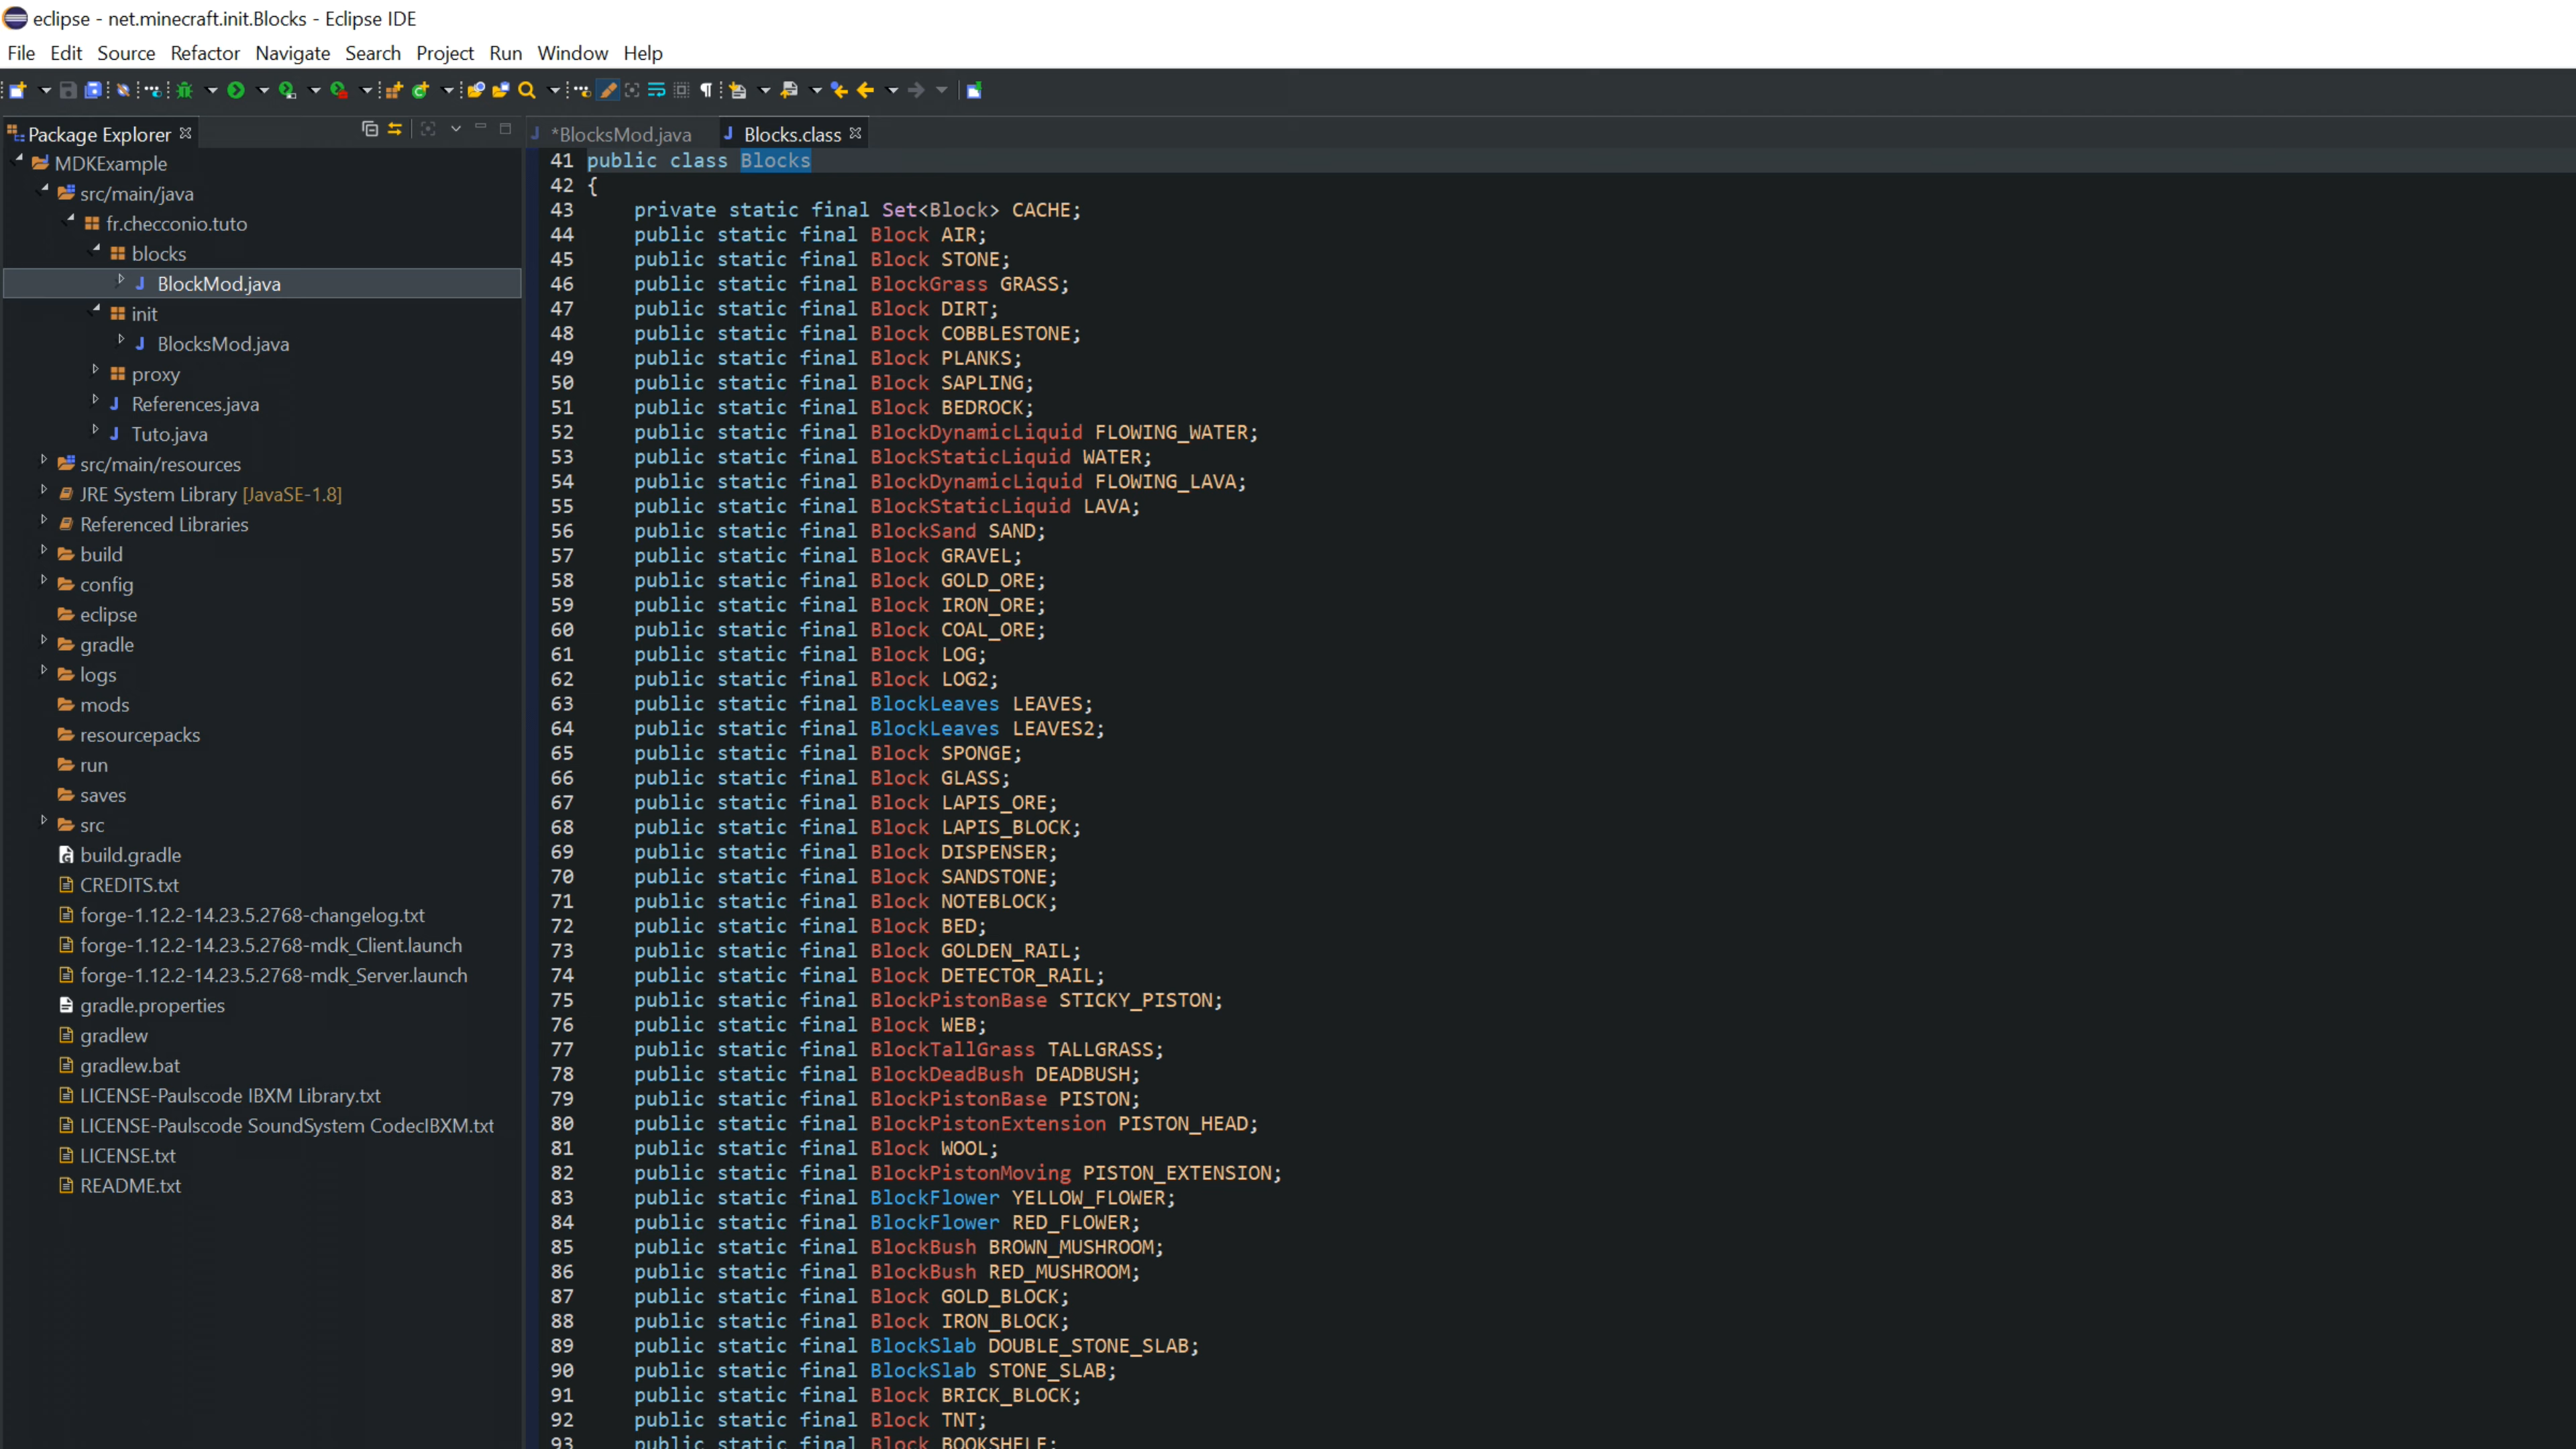 eclipse - net.minecraft.init.Blocks - Eclipse IDE
File Edit Source Refactor Navigate Search Project Run Window Help
Package Explorer
MDKExample
src/main/java
fr.checconio.tuto
blocks
BlockMod.java
init
BlocksMod.java
proxy
References.java
Tuto.java
src/main/resources
JRE System Library [JavaSE-1.8]
Referenced Libraries
build
config
eclipse
gradle
logs
mods
resourcepacks
run
saves
src
build.gradle
CREDITS.txt
forge-1.12.2-14.23.5.2768-changelog.txt
forge-1.12.2-14.23.5.2768-mdk_Client.launch
forge-1.12.2-14.23.5.2768-mdk_Server.launch
gradle.properties
gradlew
gradlew.bat
LICENSE-Paulscode IBXM Library.txt
LICENSE-Paulscode SoundSystem CodecIBXM.txt
LICENSE.txt
README.txt
*BlocksMod.java Blocks.class
41 public class Blocks
42 {
43 private static final Set<Block> CACHE;
44 public static final Block AIR;
45 public static final Block STONE;
46 public static final BlockGrass GRASS;
47 public static final Block DIRT;
48 public static final Block COBBLESTONE;
49 public static final Block PLANKS;
50 public static final Block SAPLING;
51 public static final Block BEDROCK;
52 public static final BlockDynamicLiquid FLOWING_WATER;
53 public static final BlockStaticLiquid WATER;
54 public static final BlockDynamicLiquid FLOWING_LAVA;
55 public static final BlockStaticLiquid LAVA;
56 public static final BlockSand SAND;
57 public static final Block GRAVEL;
58 public static final Block GOLD_ORE;
59 public static final Block IRON_ORE;
60 public static final Block COAL_ORE;
61 public static final Block LOG;
62 public static final Block LOG2;
63 public static final BlockLeaves LEAVES;
64 public static final BlockLeaves LEAVES2;
65 public static final Block SPONGE;
66 public static final Block GLASS;
67 public static final Block LAPIS_ORE;
68 public static final Block LAPIS_BLOCK;
69 public static final Block DISPENSER;
70 public static final Block SANDSTONE;
71 public static final Block NOTEBLOCK;
72 public static final Block BED;
73 public static final Block GOLDEN_RAIL;
74 public static final Block DETECTOR_RAIL;
75 public static final BlockPistonBase STICKY_PISTON;
76 public static final Block WEB;
77 public static final BlockTallGrass TALLGRASS;
78 public static final BlockDeadBush DEADBUSH;
79 public static final BlockPistonBase PISTON;
80 public static final BlockPistonExtension PISTON_HEAD;
81 public static final Block WOOL;
82 public static final BlockPistonMoving PISTON_EXTENSION;
83 public static final BlockFlower YELLOW_FLOWER;
84 public static final BlockFlower RED_FLOWER;
85 public static final BlockBush BROWN_MUSHROOM;
86 public static final BlockBush RED_MUSHROOM;
87 public static final Block GOLD_BLOCK;
88 public static final Block IRON_BLOCK;
89 public static final BlockSlab DOUBLE_STONE_SLAB;
90 public static final BlockSlab STONE_SLAB;
91 public static final Block BRICK_BLOCK;
92 public static final Block TNT;
93 public static final Block BOOKSHELF;